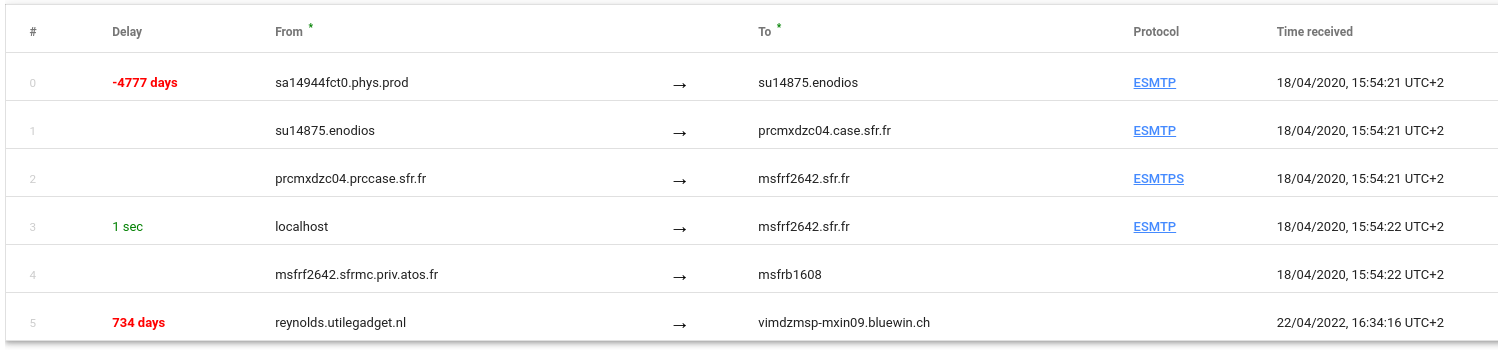 # Delay From * To * Protocol Time received
0 -4777 days sa14944fct0.phys.prod → su14875.enodios ESMTP 18/04/2020, 15:54:21 UTC+2
1 su14875.enodios → prcmxdzc04.case.sfr.fr ESMTP 18/04/2020, 15:54:21 UTC+2
2 prcmxdzc04.prccase.sfr.fr → msfrf2642.sfr.fr ESMTPS 18/04/2020, 15:54:21 UTC+2
3 1 sec localhost → msfrf2642.sfr.fr ESMTP 18/04/2020, 15:54:22 UTC+2
4 msfrf2642.sfrmc.priv.atos.fr → msfrb1608 18/04/2020, 15:54:22 UTC+2
5 734 days reynolds.utilegadget.nl → vimdzmsp-mxin09.bluewin.ch 22/04/2022, 16:34:16 UTC+2